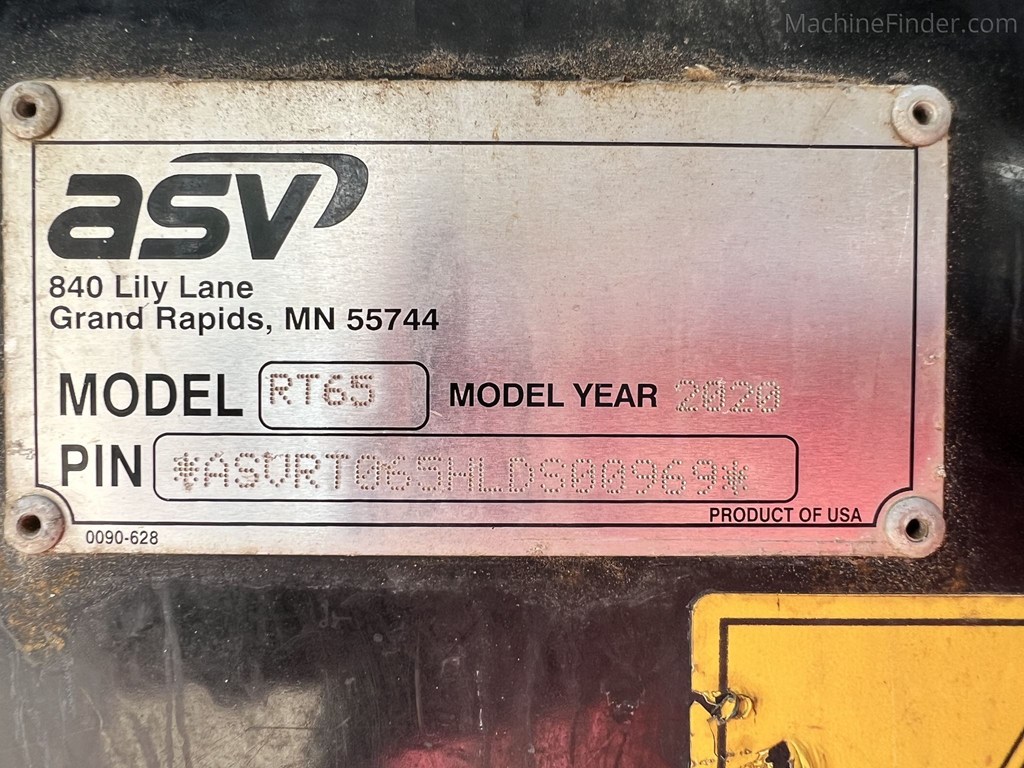 MachineFinder.com
asv
840 Lily Lane
Grand Rapids, MN 55744
MODEL RT65 MODEL YEAR 2020
PIN *ASVRT065HLDS00969*
PRODUCT OF USA
0090-628